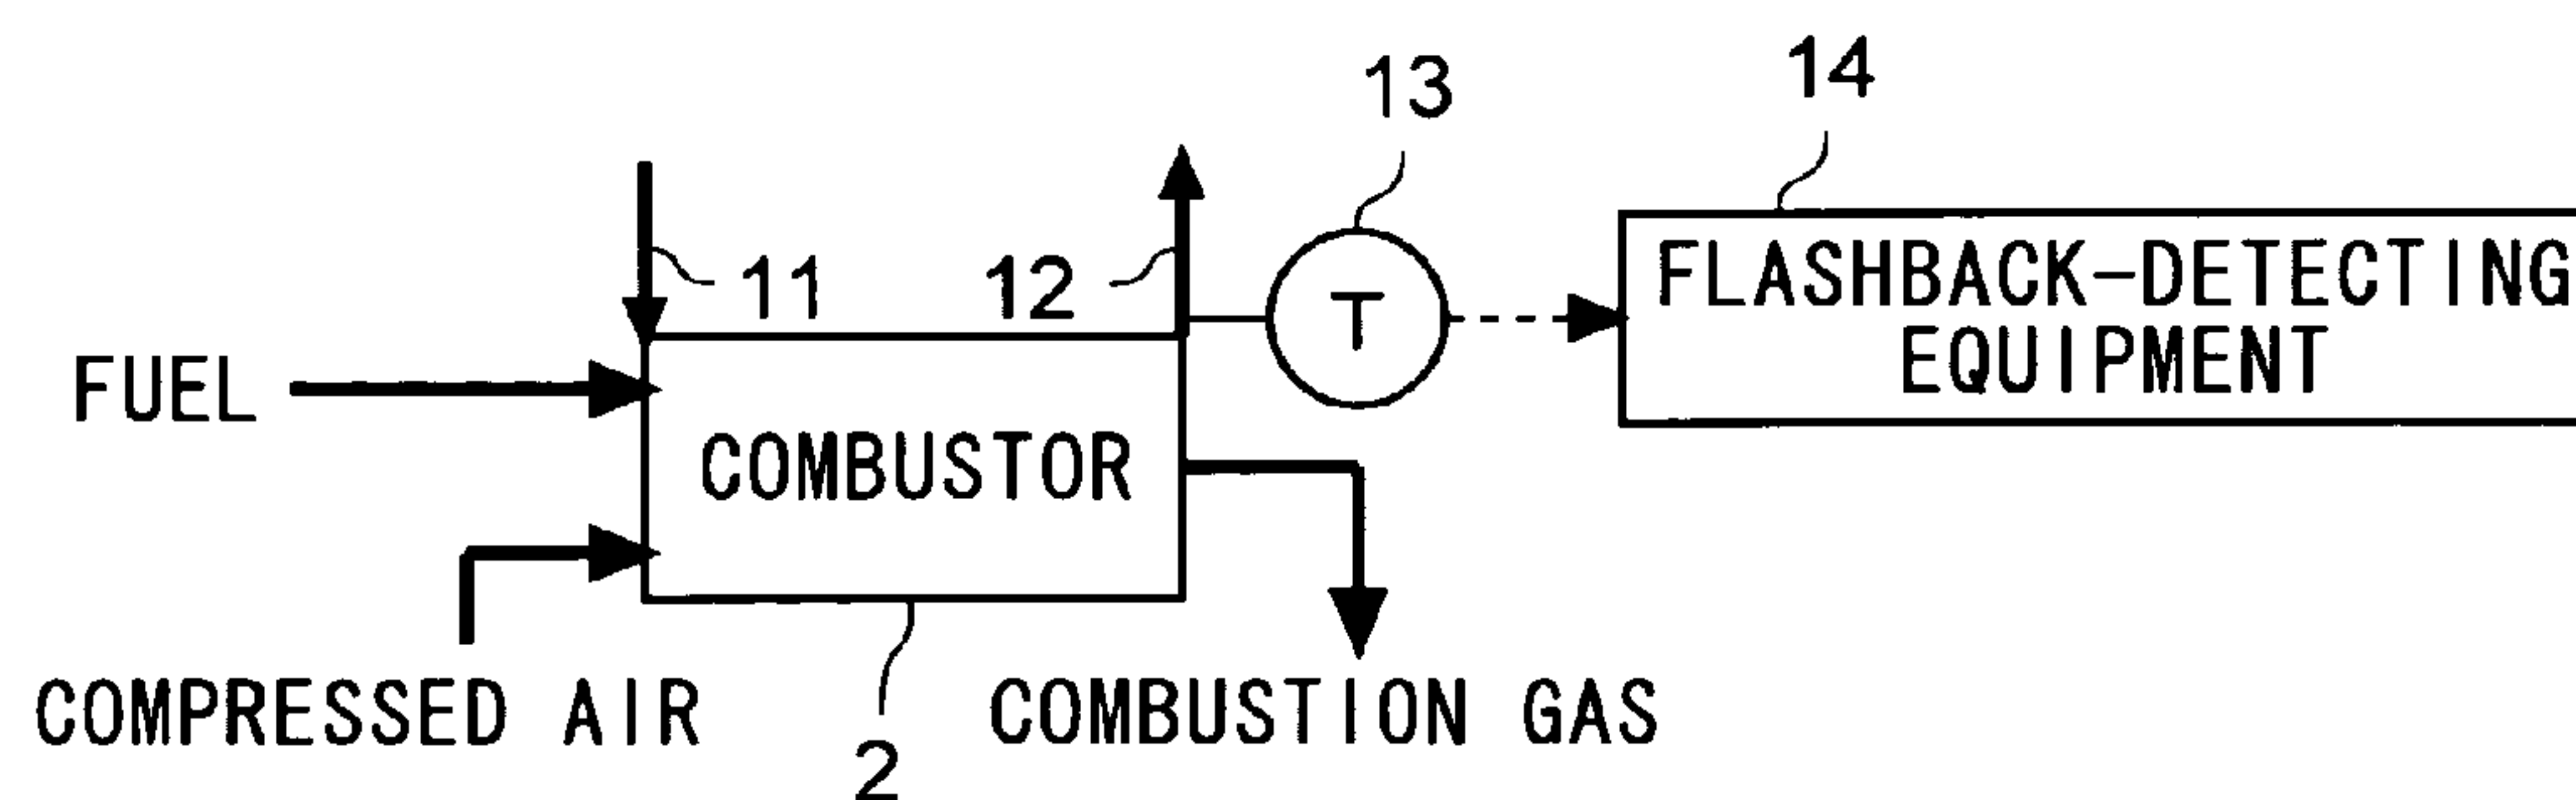 13
14
11
12
T
FLASHBACK-DETECTING
EQUIPMENT
FUEL
COMBUSTOR
COMPRESSED AIR
COMBUSTION GAS
2